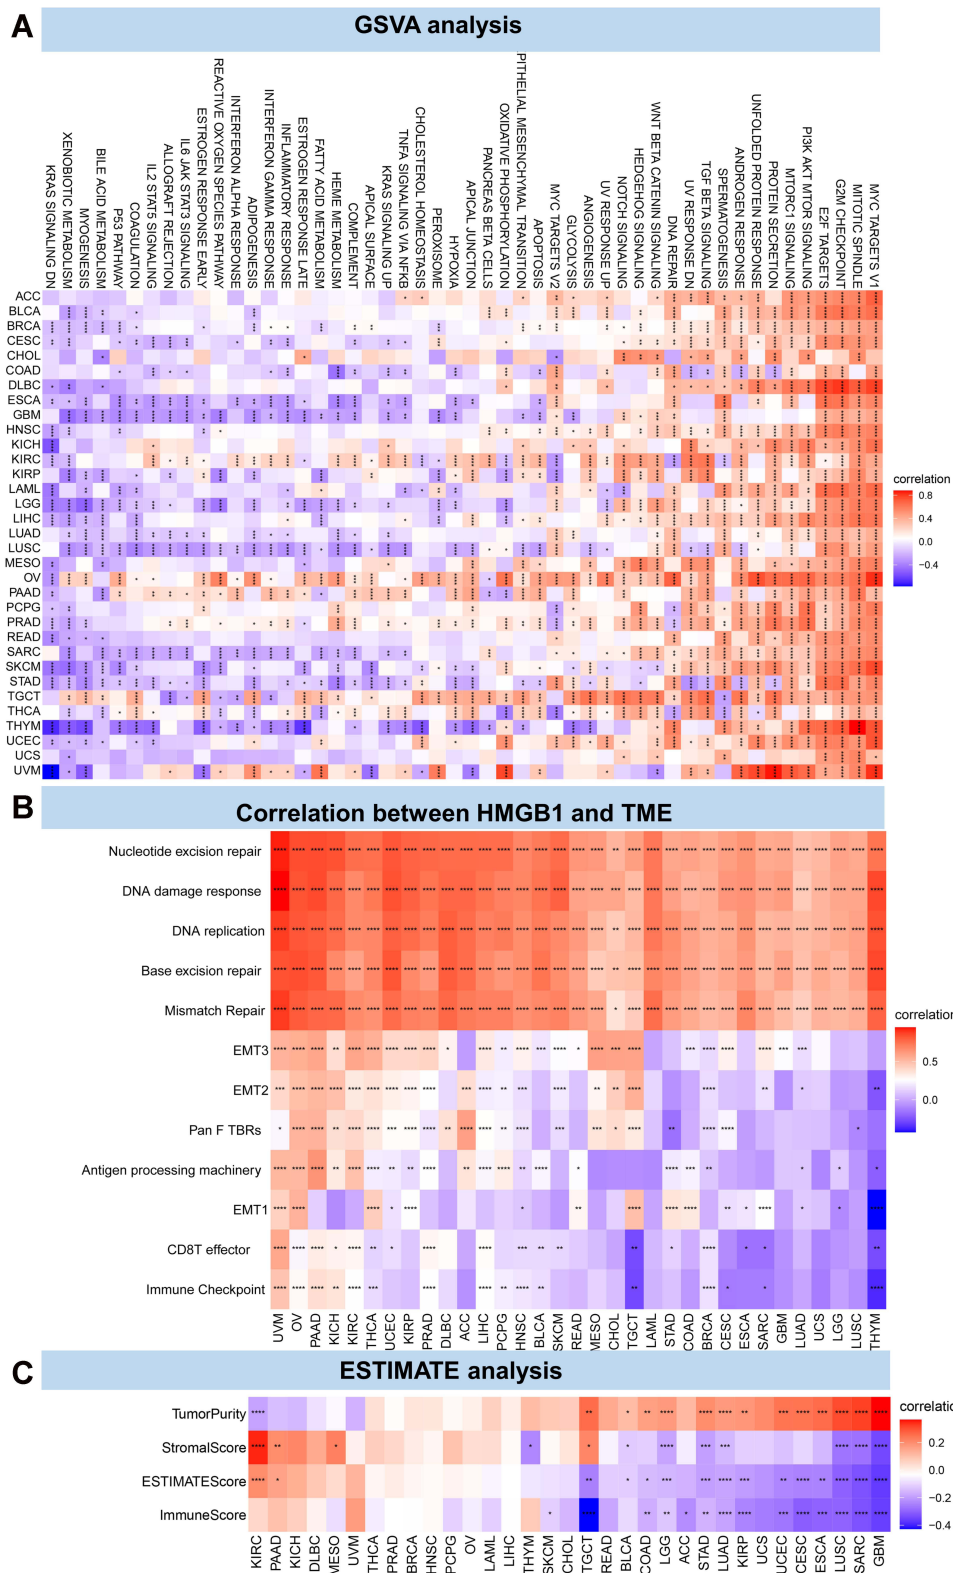 A
GSVA analysis
KRAS SIGNALING DN
XENOBIOTIC METABOLISM
MYOGENESIS
BILE ACID METABOLISM
P53 PATHWAY
COAGULATION
IL2 STAT5 SIGNALING
ALLOGRAFT REJECTION
IL6 JAK STAT3 SIGNALING
ESTROGEN RESPONSE EARLY
REACTIVE OXYGEN SPECIES PATHWAY
INTERFERON ALPHA RESPONSE
ADIPOGENESIS
INTERFERON GAMMA RESPONSE
INFLAMMATORY RESPONSE
ESTROGEN RESPONSE LATE
FATTY ACID METABOLISM
HEME METABOLISM
COMPLEMENT
APICAL SURFACE
KRAS SIGNALING UP
TNFA SIGNALING VIA NFKB
CHOLESTEROL HOMEOSTASIS
PEROXISOME
HYPOXIA
APICAL JUNCTION
PANCREAS BETA CELLS
OXIDATIVE PHOSPHORYLATION
PITHELIAL MESENCHYMAL TRANSITION
APOPTOSIS
MYC TARGETS V2
GLYCOLYSIS
ANGIOGENESIS
UV RESPONSE UP
NOTCH SIGNALING
HEDGEHOG SIGNALING
WNT BETA CATENIN SIGNALING
DNA REPAIR
UV RESPONSE DN
TGF BETA SIGNALING
SPERMATOGENESIS
ANDROGEN RESPONSE
UNFOLDED PROTEIN RESPONSE
PROTEIN SECRETION
MTORC1 SIGNALING
PI3K AKT MTOR SIGNALING
E2F TARGETS
G2M CHECKPOINT
MITOTIC SPINDLE
MYC TARGETS V1
ACC
BLCA
BRCA
CESC
CHOL
COAD
DLBC
ESCA
GBM
HNSC
KICH
KIRC
KIRP
LAML
LGG
LIHC
LUAD
LUSC
MESO
OV
PAAD
PCPG
PRAD
READ
SARC
SKCM
STAD
TGCT
THCA
THYM
UCEC
UCS
UVM
correlation
0.8
0.4
0.0
−0.4
B
Correlation between HMGB1 and TME
Nucleotide excision repair
DNA damage response
DNA replication
Base excision repair
Mismatch Repair
EMT3
EMT2
Pan F TBRs
Antigen processing machinery
EMT1
CD8T effector
Immune Checkpoint
UVM
OV
PAAD
KICH
KIRC
THCA
UCEC
KIRP
PRAD
DLBC
ACC
LIHC
PCPG
HNSC
BLCA
SKCM
READ
MESO
CHOL
TGCT
LAML
STAD
COAD
BRCA
CESC
ESCA
SARC
GBM
LUAD
UCS
LGG
LUSC
THYM
correlation
0.5
0.0
C
ESTIMATE analysis
TumorPurity
StromalScore
ESTIMATEScore
ImmuneScore
KIRC
PAAD
KICH
DLBC
MESO
UVM
THCA
PRAD
BRCA
HNSC
PCPG
OV
LAML
LIHC
THYM
SKCM
CHOL
TGCT
READ
BLCA
COAD
LGG
ACC
STAD
LUAD
KIRP
UCS
UCEC
CESC
ESCA
LUSC
SARC
GBM
correlatio
0.2
0.0
−0.2
−0.4